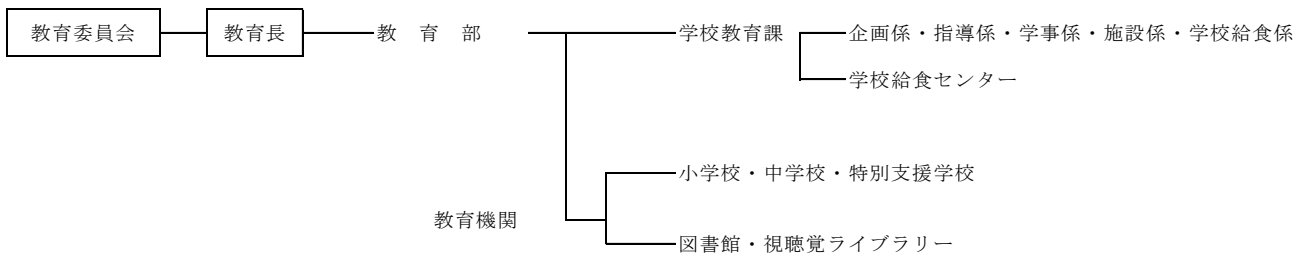 教育委員会 教育長 教育部 学校教育課 企画係・指導係・学事係・施設係・学校給食係
学校給食センター
小学校・中学校・特別支援学校
教育機関
図書館・視聴覚ライブラリー